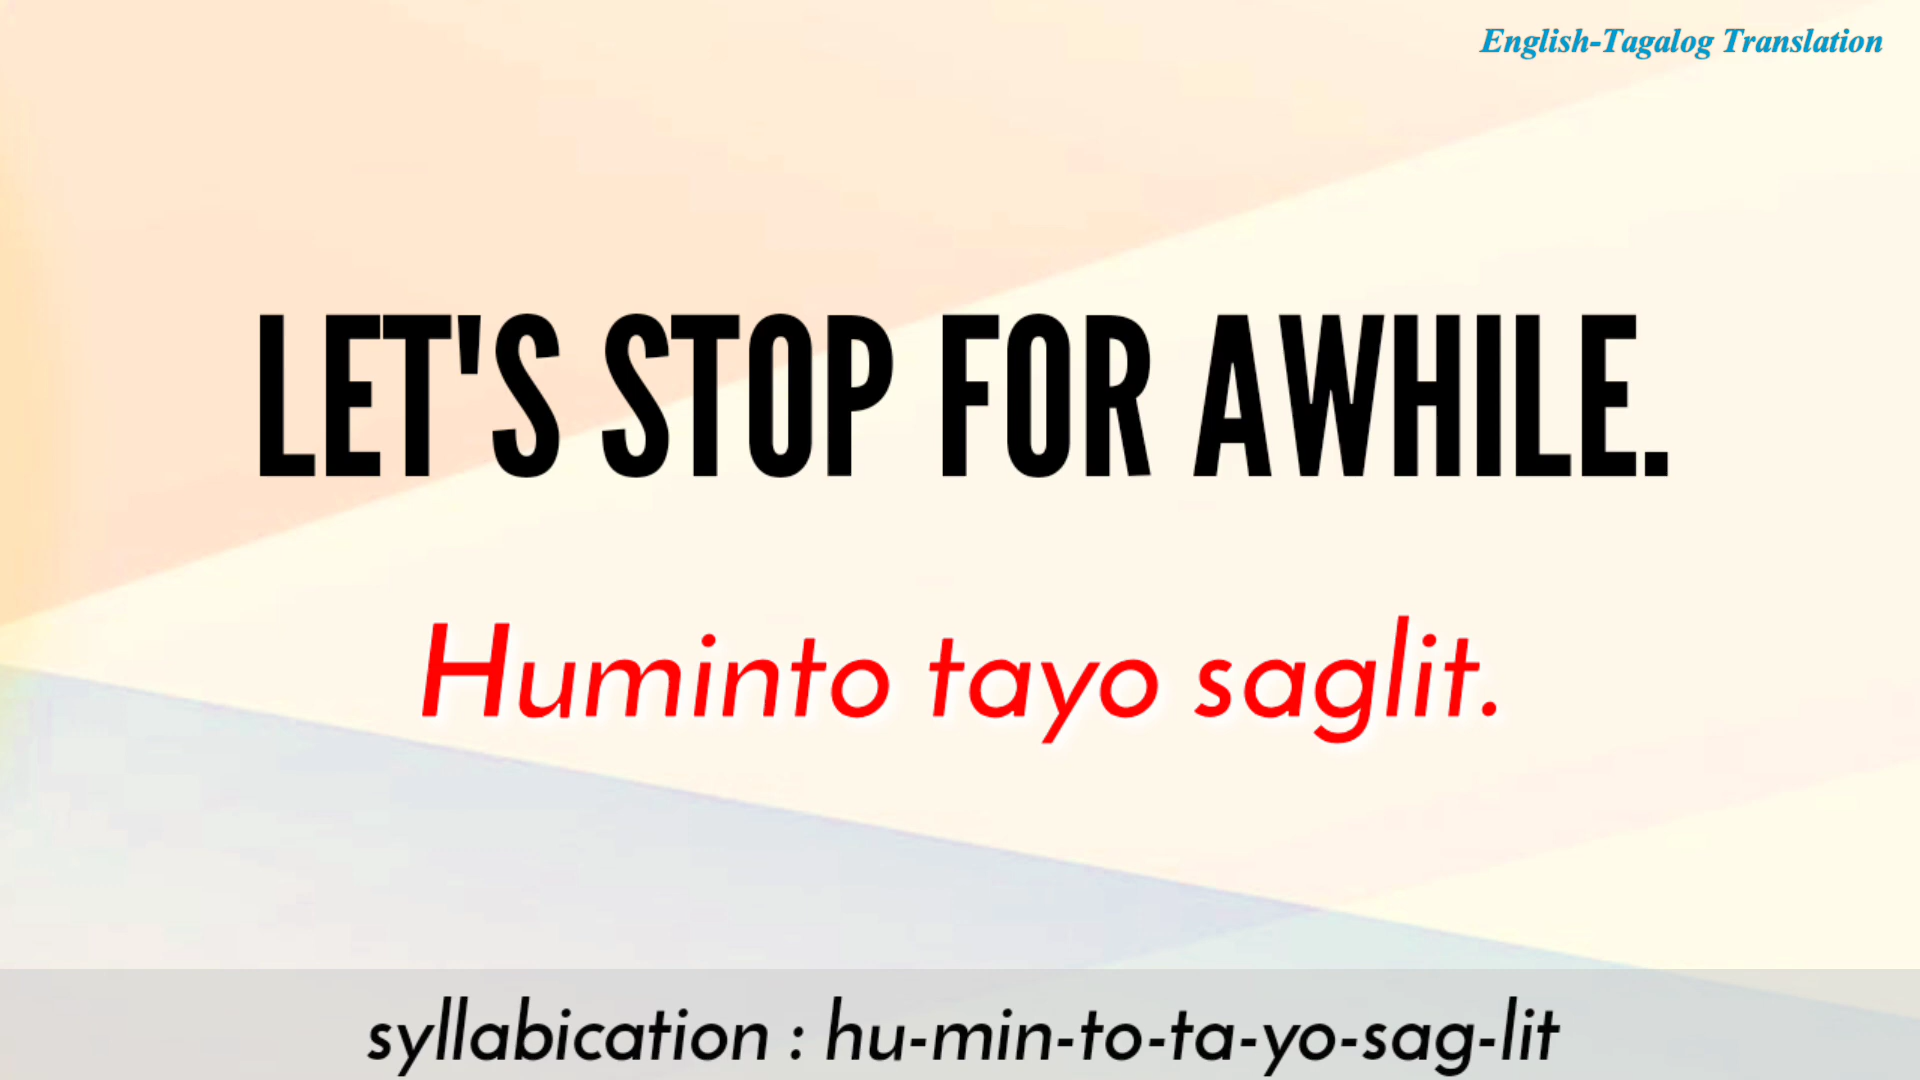 English-Tagalog Translation
LET'S STOP FOR AWHILE.
Huminto tayo saglit.
syllabication : hu-min-to-ta-yo-sag-lit